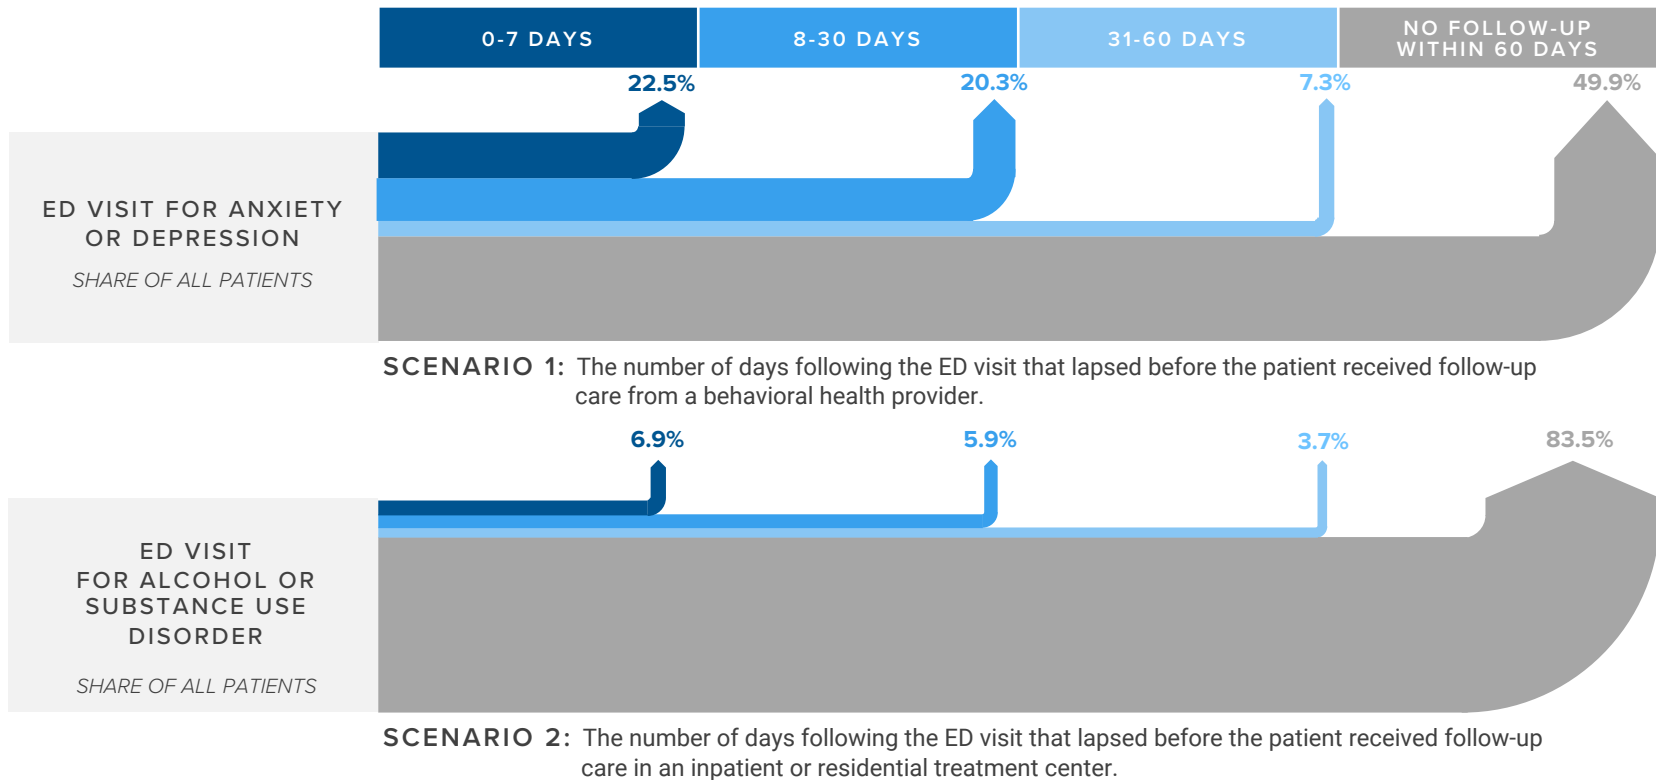 0-7 DAYS
8-30 DAYS
31-60 DAYS
NO FOLLOW-UP
WITHIN 60 DAYS
22.5%
20.3%
7.3%
49.9%
ED VISIT FOR ANXIETY
OR DEPRESSION
SHARE OF ALL PATIENTS
SCENARIO 1: The number of days following the ED visit that lapsed before the patient received follow-up
care from a behavioral health provider.
6.9%
5.9%
3.7%
83.5%
ED VISIT
FOR ALCOHOL OR
SUBSTANCE USE
DISORDER
SHARE OF ALL PATIENTS
SCENARIO 2: The number of days following the ED visit that lapsed before the patient received follow-up
care in an inpatient or residential treatment center.